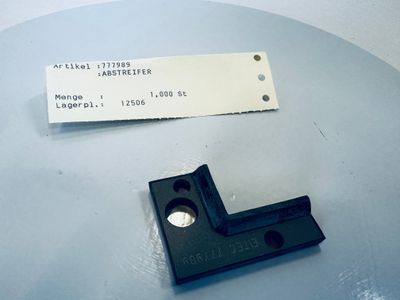 Artikel :777989
:ABSTREIFER
Menge : 1,000 St
Lagerpl.: 12506